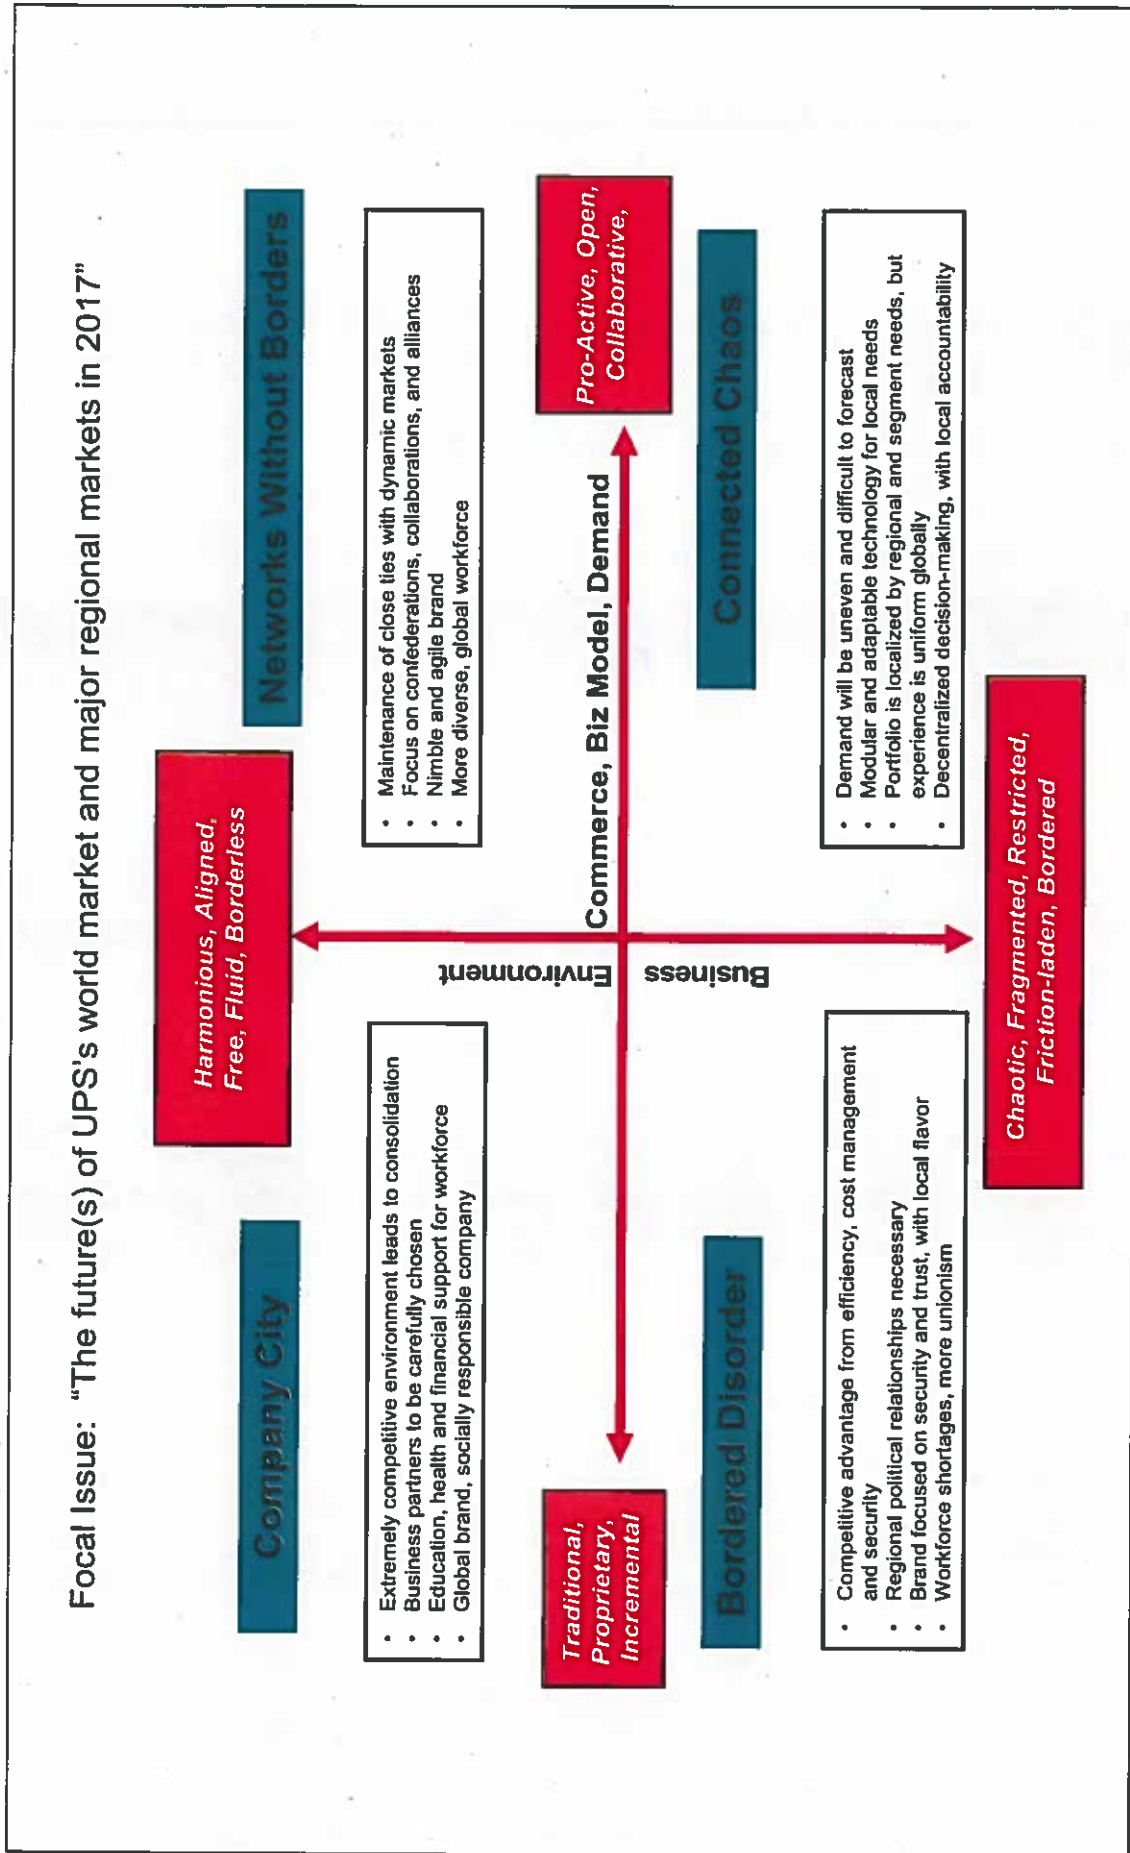 Focal Issue: "The future(s) of UPS's world market and major regional markets in 2017"
Harmonious, Aligned,
Free, Fluid, Borderless
Company City
Networks Without Borders
• Extremely competitive environment leads to consolidation
• Business partners to be carefully chosen
• Education, health and financial support for workforce
• Global brand, socially responsible company
• Maintenance of close ties with dynamic markets
• Focus on confederations, collaborations, and alliances
• Nimble and agile brand
• More diverse, global workforce
Business
Environment
Commerce, Biz Model, Demand
Traditional,
Proprietary,
Incremental
Pro-Active, Open,
Collaborative,
Bordered Disorder
Connected Chaos
• Competitive advantage from efficiency, cost management
and security
• Regional political relationships necessary
• Brand focused on security and trust, with local flavor
• Workforce shortages, more unionism
• Demand will be uneven and difficult to forecast
• Modular and adaptable technology for local needs
• Portfolio is localized by regional and segment needs, but
experience is uniform globally
• Decentralized decision-making, with local accountability
Chaotic, Fragmented, Restricted,
Friction-laden, Bordered